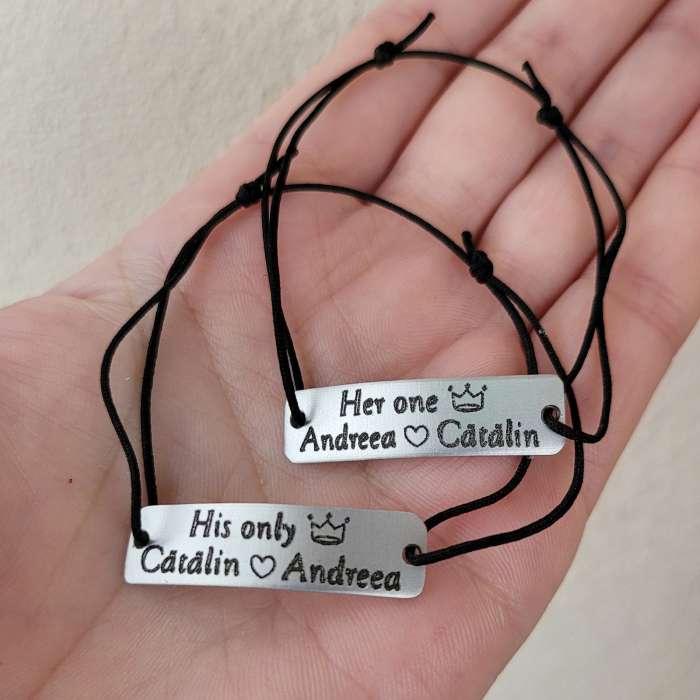 Her one
Andreea ♡ Cătălin
His only
Cătălin ♡ Andreea